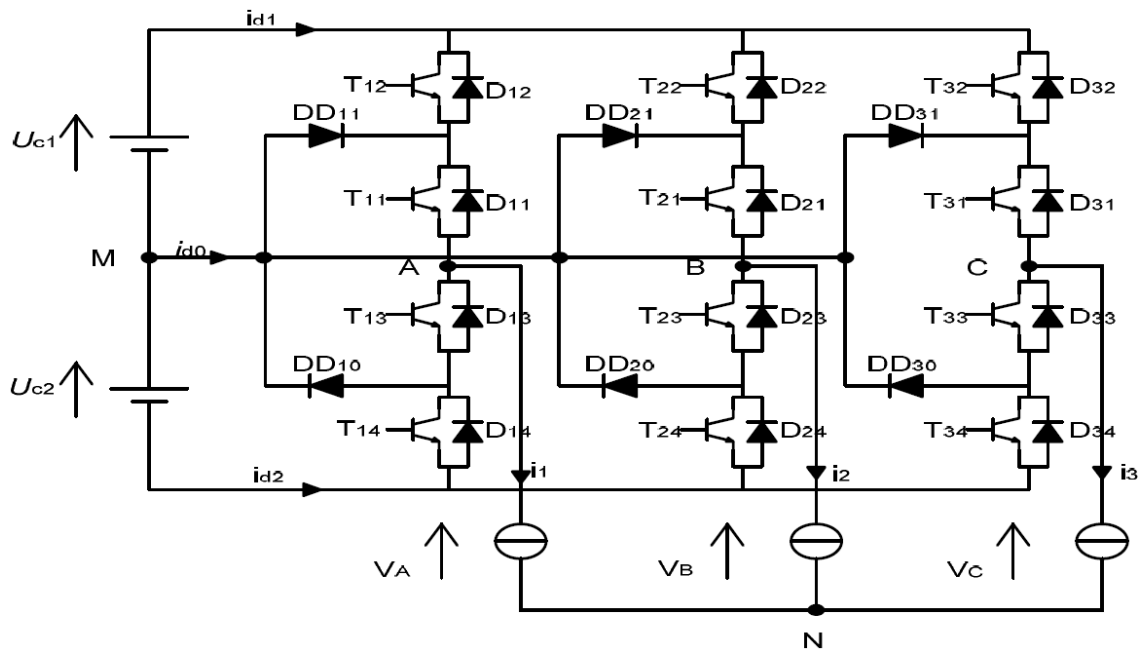 id1
T12 D12 T22 D22 T32 D32
DD11 DD21 DD31
Uc1
T11 D11 T21 D21 T31 D31
M id0 A B C
T13 D13 T23 D23 T33 D33
DD10 DD20 DD30
Uc2
T14 D14 T24 D24 T34 D34
id2 i1 i2 i3
VA VB VC
N